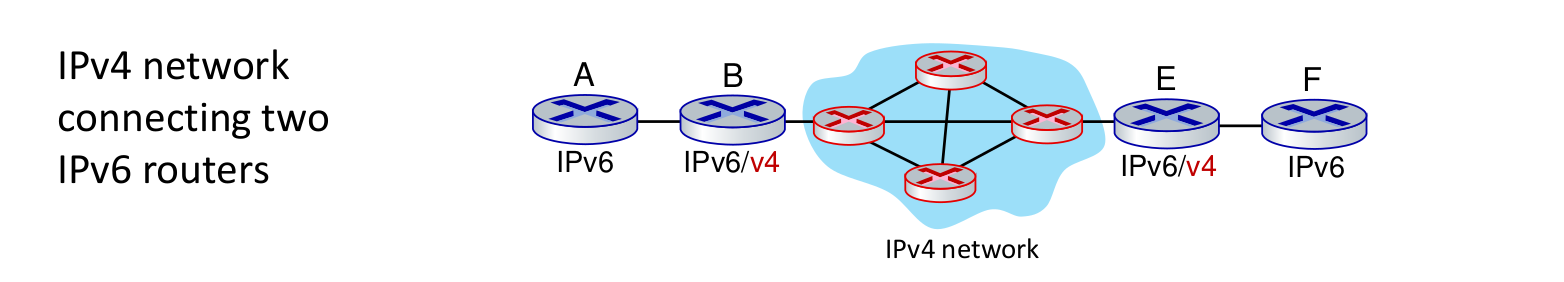 IPv4 network
connecting two
IPv6 routers
A
B
E
F
IPv6
IPv6/v4
IPv6/v4
IPv6
IPv4 network